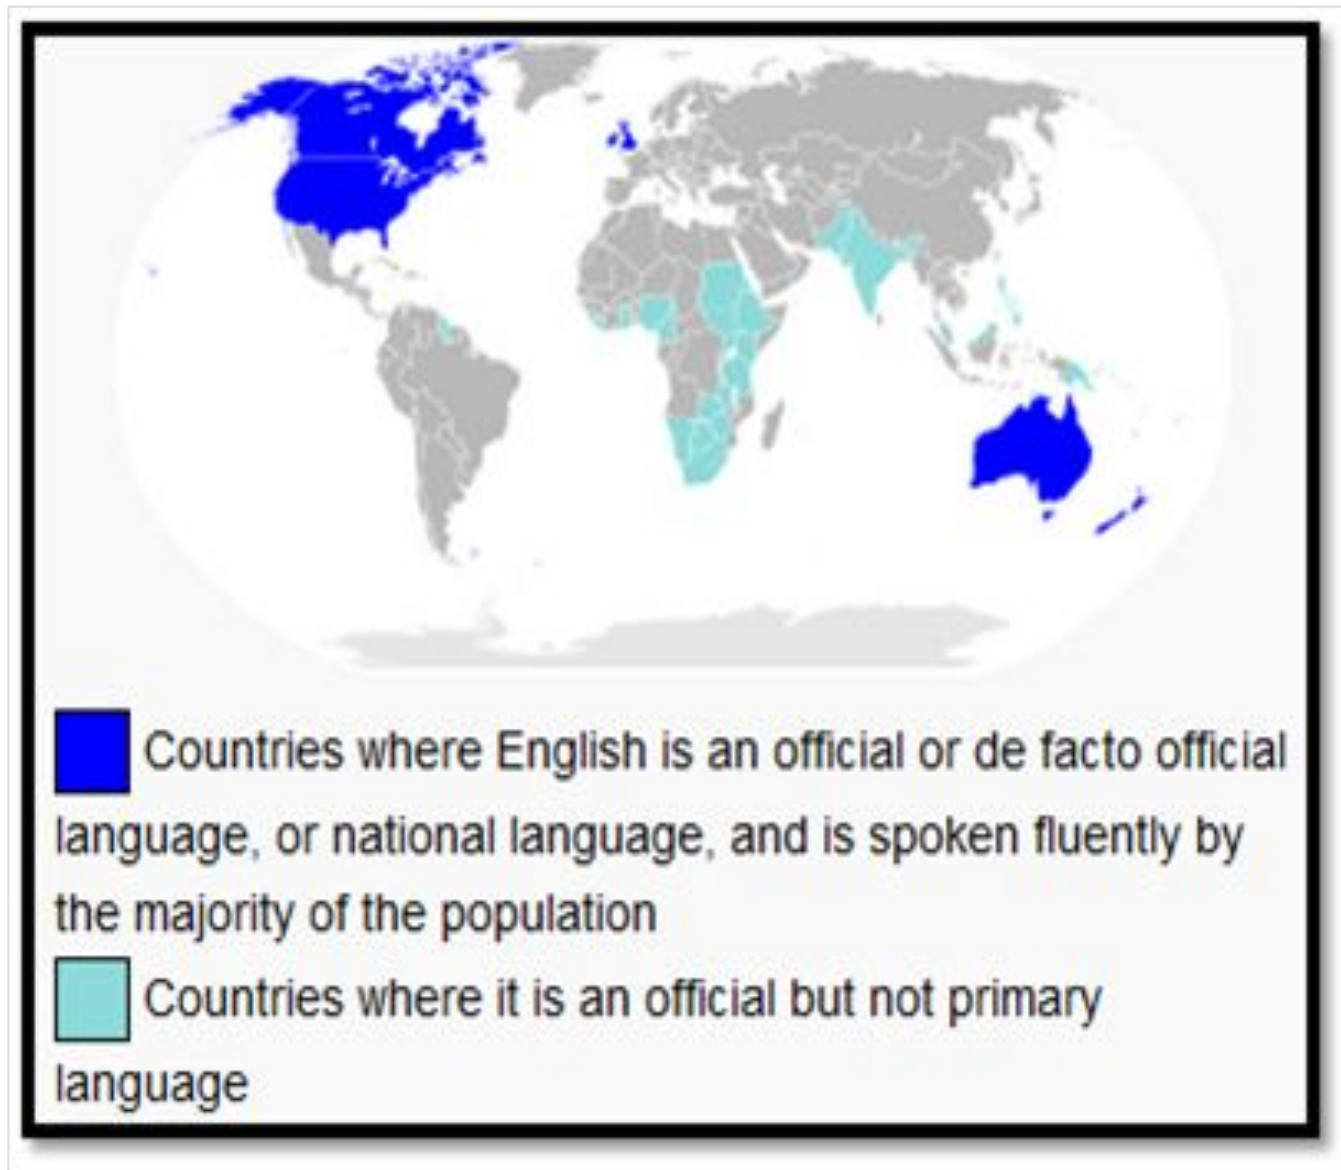 Countries where English is an official or de facto official
language, or national language, and is spoken fluently by
the majority of the population
Countries where it is an official but not primary
language